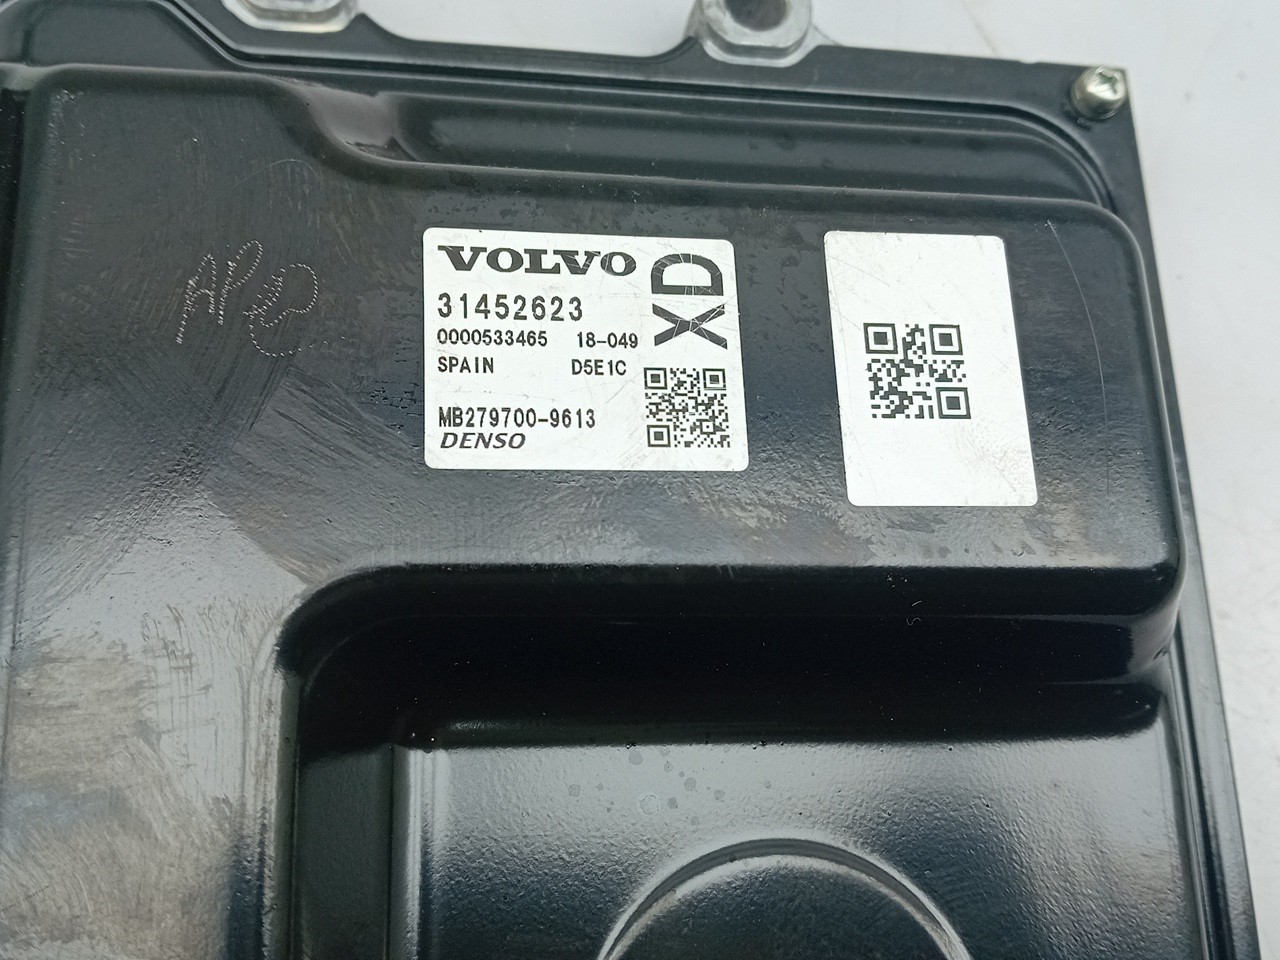 VOLVO
XD
31452623
0000533465 18-049
SPAIN D5E1C
MB279700-9613
DENSO